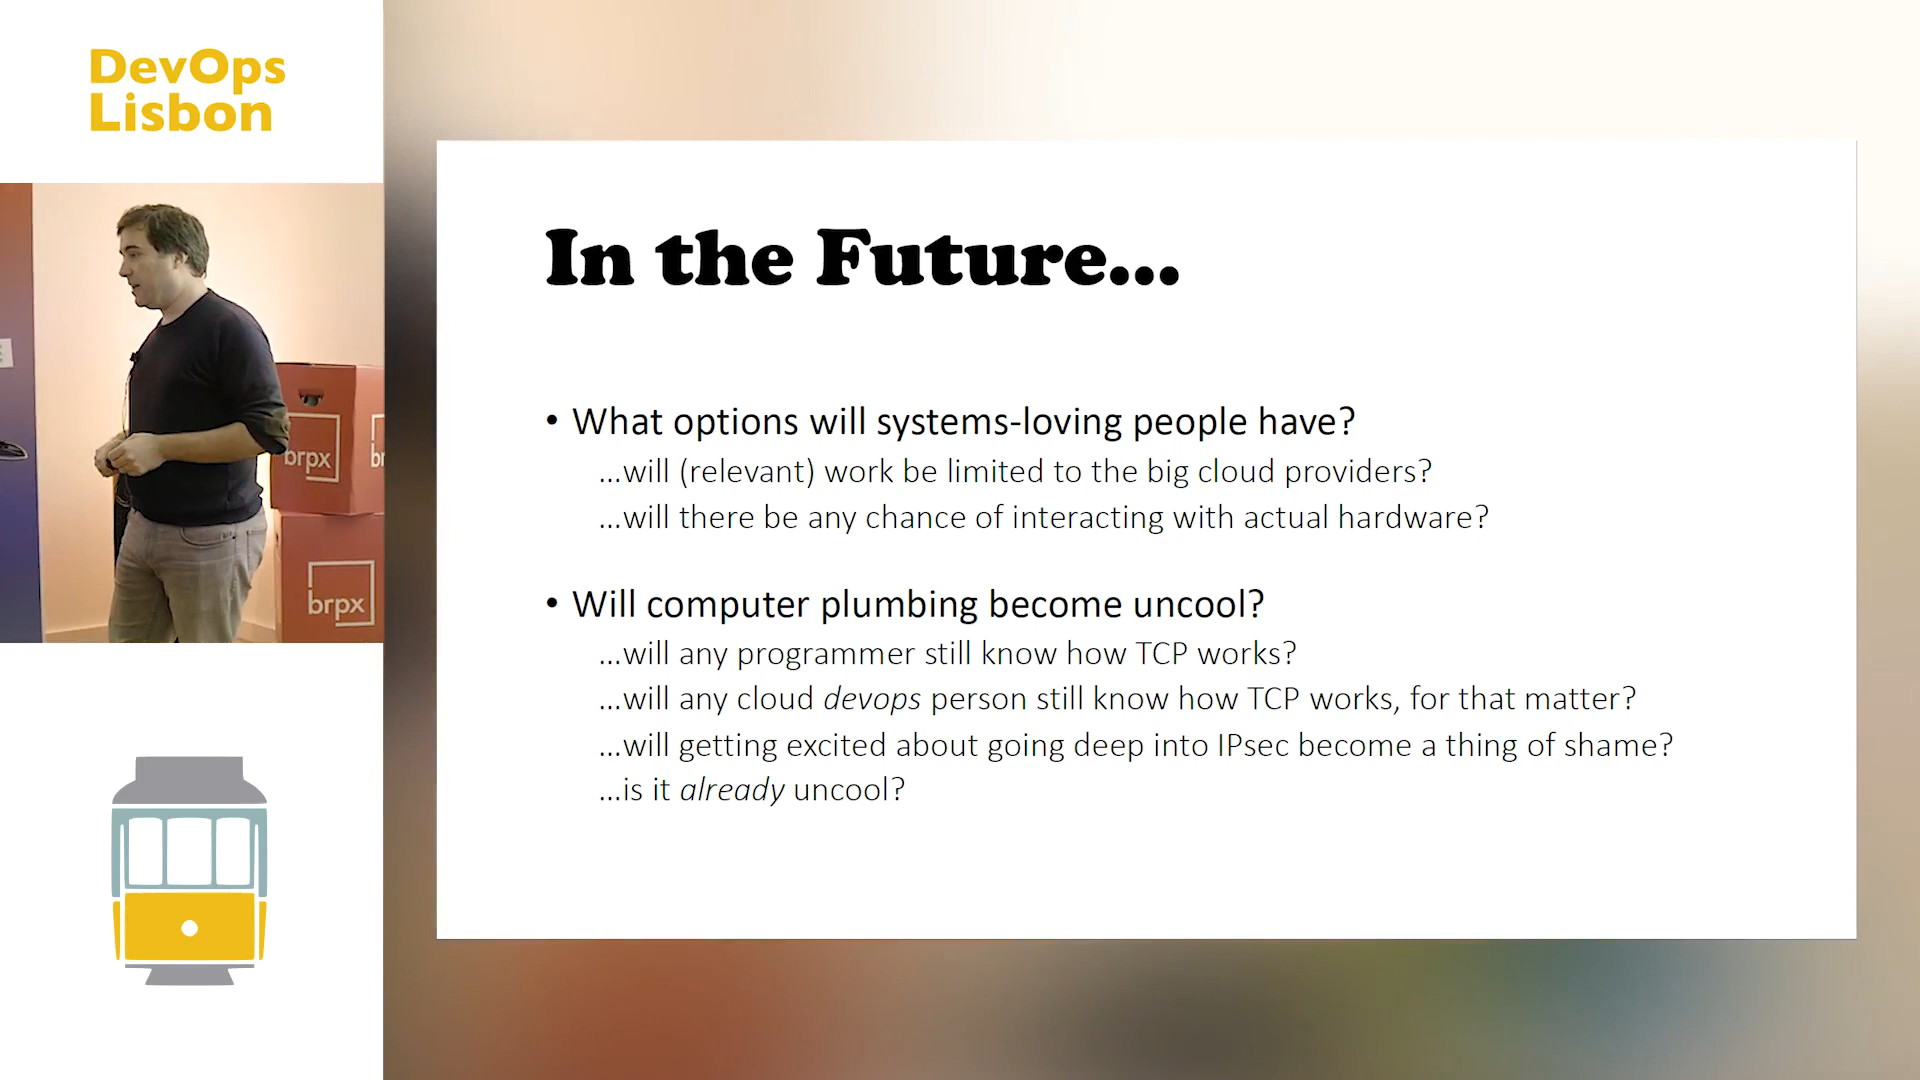 DevOps
Lisbon
brpx
brpx
In the Future...
• What options will systems-loving people have?
...will (relevant) work be limited to the big cloud providers?
...will there be any chance of interacting with actual hardware?
• Will computer plumbing become uncool?
...will any programmer still know how TCP works?
...will any cloud devops person still know how TCP works, for that matter?
...will getting excited about going deep into IPsec become a thing of shame?
...is it already uncool?